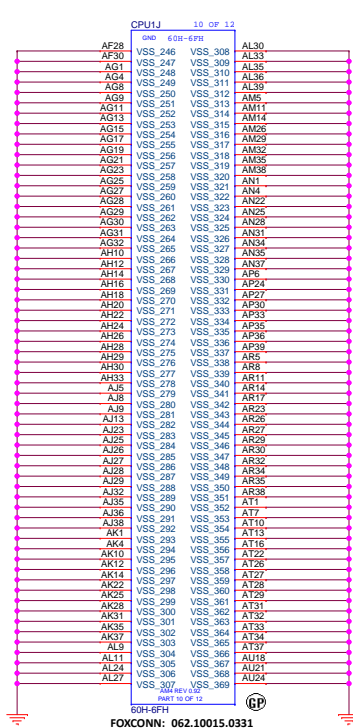 CPU1J 10 OF 12
GND 60H-6FH
AF28 VSS_246 VSS_308 AL30
AF30 VSS_247 VSS_309 AL33
AG1 VSS_248 VSS_310 AL35
AG4 VSS_249 VSS_311 AL36
AG8 VSS_250 VSS_312 AL39
AG9 VSS_251 VSS_313 AM5
AG11 VSS_252 VSS_314 AM11
AG13 VSS_253 VSS_315 AM14
AG15 VSS_254 VSS_316 AM26
AG17 VSS_255 VSS_317 AM29
AG19 VSS_256 VSS_318 AM32
AG21 VSS_257 VSS_319 AM35
AG23 VSS_258 VSS_320 AM38
AG25 VSS_259 VSS_321 AN1
AG27 VSS_260 VSS_322 AN4
AG28 VSS_261 VSS_323 AN22
AG29 VSS_262 VSS_324 AN25
AG30 VSS_263 VSS_325 AN28
AG31 VSS_264 VSS_326 AN31
AG32 VSS_265 VSS_327 AN34
AH10 VSS_266 VSS_328 AN35
AH12 VSS_267 VSS_329 AN37
AH14 VSS_268 VSS_330 AP6
AH16 VSS_269 VSS_331 AP24
AH18 VSS_270 VSS_332 AP27
AH20 VSS_271 VSS_333 AP30
AH22 VSS_272 VSS_334 AP33
AH24 VSS_273 VSS_335 AP35
AH26 VSS_274 VSS_336 AP36
AH28 VSS_275 VSS_337 AP39
AH29 VSS_276 VSS_338 AR5
AH30 VSS_277 VSS_339 AR8
AH33 VSS_278 VSS_340 AR11
AJ5 VSS_279 VSS_341 AR14
AJ8 VSS_280 VSS_342 AR17
AJ9 VSS_281 VSS_343 AR23
AJ13 VSS_282 VSS_344 AR26
AJ23 VSS_283 VSS_345 AR27
AJ25 VSS_284 VSS_346 AR29
AJ26 VSS_285 VSS_347 AR30
AJ27 VSS_286 VSS_348 AR32
AJ28 VSS_287 VSS_349 AR34
AJ29 VSS_288 VSS_350 AR35
AJ32 VSS_289 VSS_351 AR38
AJ35 VSS_290 VSS_352 AT1
AJ36 VSS_291 VSS_353 AT7
AJ38 VSS_292 VSS_354 AT10
AK1 VSS_293 VSS_355 AT13
AK4 VSS_294 VSS_356 AT16
AK10 VSS_295 VSS_357 AT22
AK12 VSS_296 VSS_358 AT26
AK14 VSS_297 VSS_359 AT27
AK22 VSS_298 VSS_360 AT28
AK25 VSS_299 VSS_361 AT29
AK28 VSS_300 VSS_362 AT31
AK31 VSS_301 VSS_363 AT32
AK35 VSS_302 VSS_364 AT33
AK37 VSS_303 VSS_365 AT34
AL9 VSS_304 VSS_366 AT37
AL11 VSS_305 VSS_367 AU18
AL24 VSS_306 VSS_368 AU21
AL27 VSS_307 VSS_369 AU24
AM4 REV 0.92
PART 10 OF 12
60H-6FH
GP
FOXCONN: 062.10015.0331